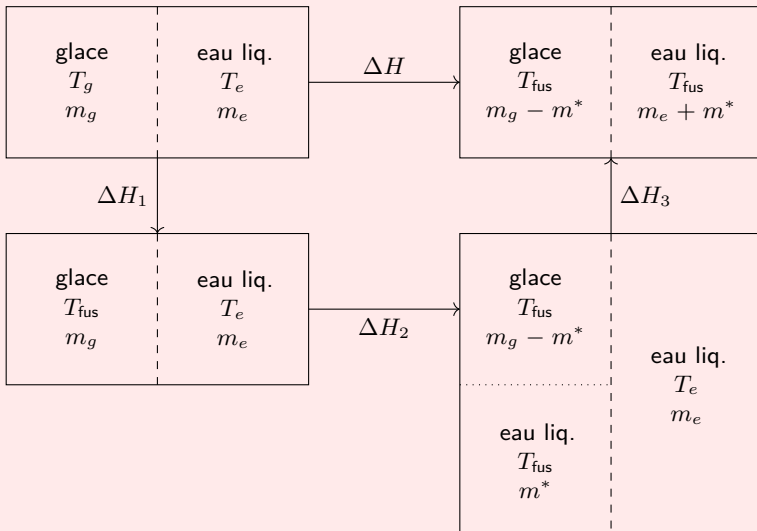 glace
T_g
m_g
eau liq.
T_e
m_e
ΔH
glace
T_fus
m_g − m*
eau liq.
T_fus
m_e + m*
ΔH_1
ΔH_3
glace
T_fus
m_g
eau liq.
T_e
m_e
ΔH_2
glace
T_fus
m_g − m*
eau liq.
T_e
m_e
eau liq.
T_fus
m*